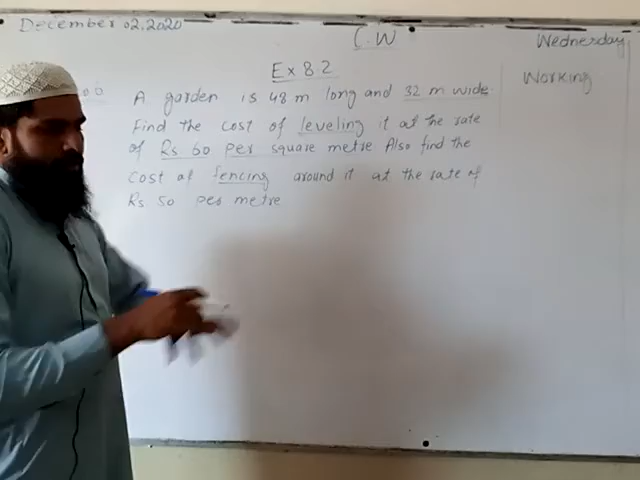 December 02,2020
C.W
Wednesday
Ex 8 2
Working
A garden is 48 m long and 32 m wide
Find the cost of leveling it at the rate
of Rs 60 per square metre Also find the
cost of fencing around it at the rate of
Rs 50 per metre